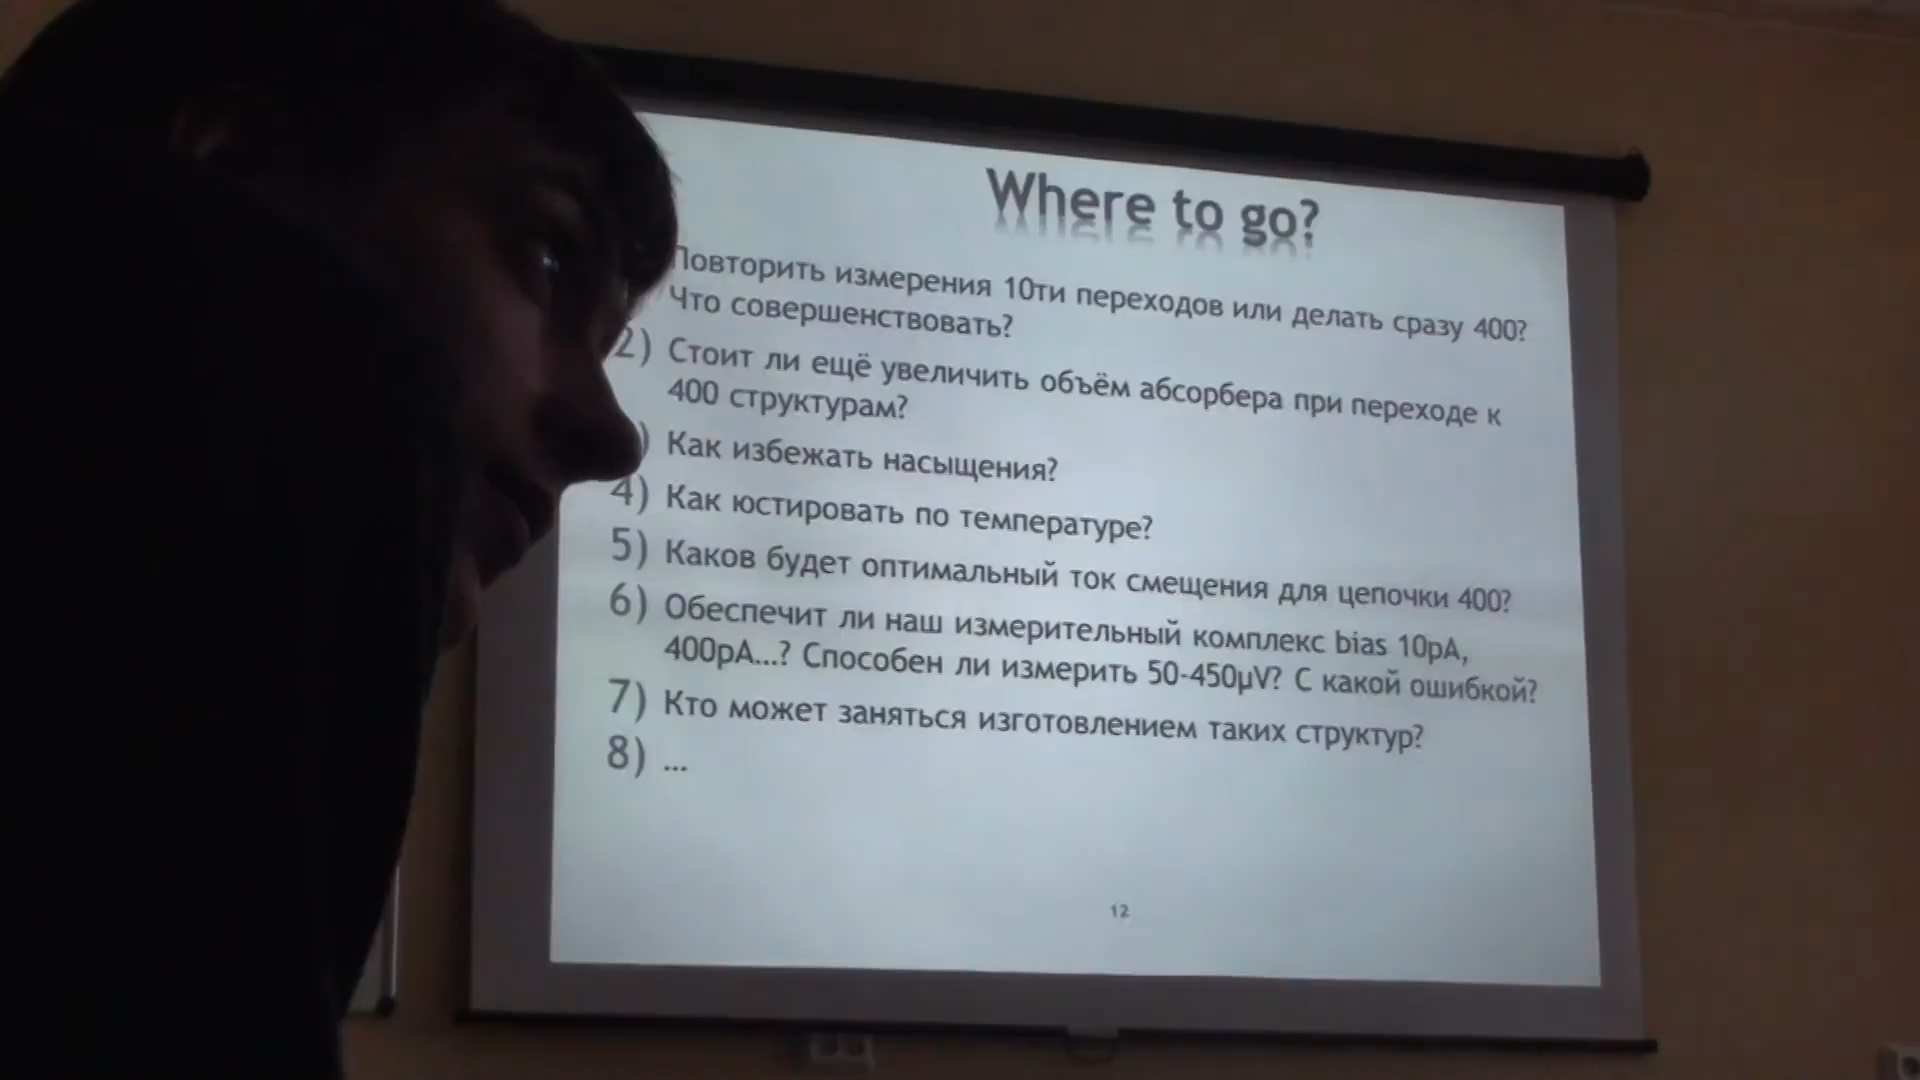 Where to go?
Повторить измерения 10ти переходов или делать сразу 400?
Что совершенствовать?
2) Стоит ли ещё увеличить объём абсорбера при переходе к
400 структурам?
) Как избежать насыщения?
4) Как юстировать по температуре?
5) Каков будет оптимальный ток смещения для цепочки 400?
6) Обеспечит ли наш измерительный комплекс bias 10pA,
400pA...? Способен ли измерить 50-450μV? С какой ошибкой?
7) Кто может заняться изготовлением таких структур?
8) ...
12